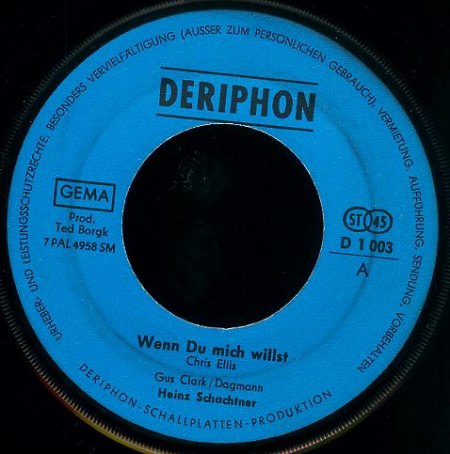 URHEBER- UND LEISTUNGSSCHUTZRECHTE, BESONDERS VERVIELFÄLTIGUNG (AUSSER ZUM PERSÖNLICHEN GEBRAUCH), VERMIETUNG, AUFFÜHRUNG, SENDUNG, VORBEHALTEN
DERIPHON
GEMA
Prod.
Ted Borgk
7 PAL 4958 SM
ST 45
D 1 003
A
Wenn Du mich willst
Chris Ellis
Gus Clark/Dagmann
Heinz Schachtner
DERIPHON-SCHALLPLATTEN-PRODUKTION